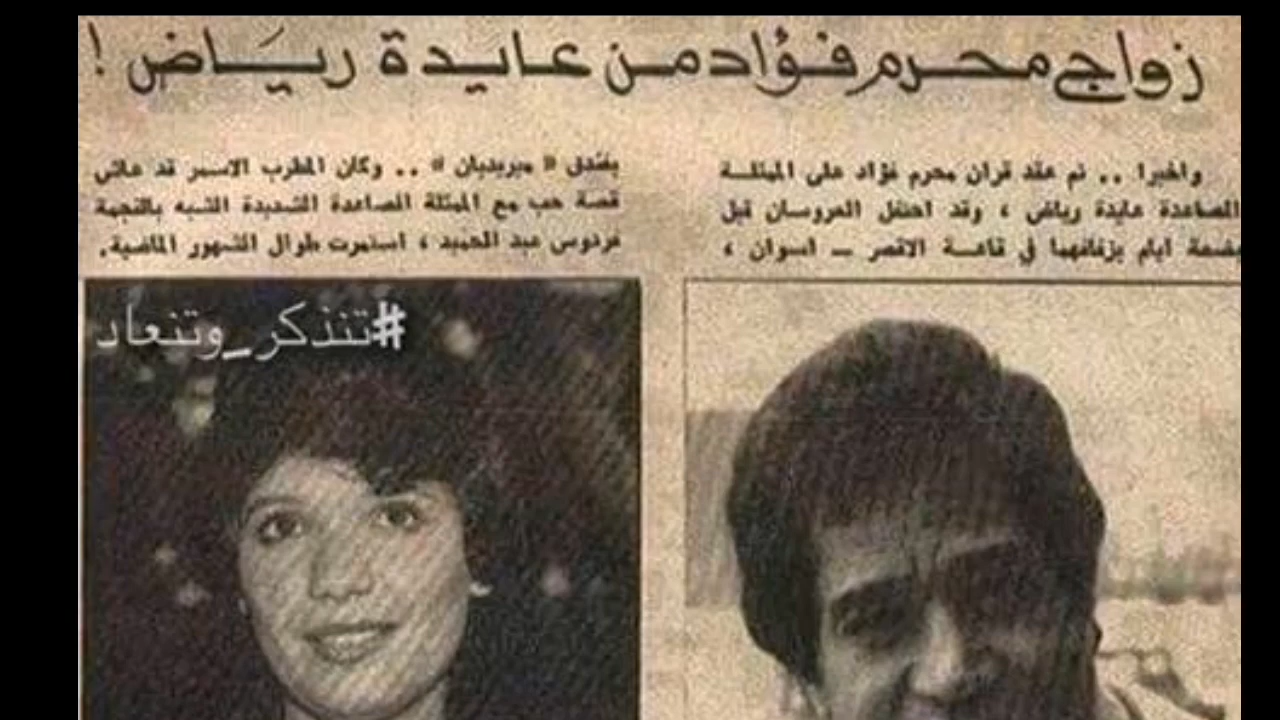 زواج محرم فؤاد من عايدة رياض !
واخيرا .. تم عقد قران محرم فؤاد على الممثلة
الصاعدة عايدة رياض ، وقد احتفل العروسان قبل
بضعة ايام بزفافهما في قاعة الاقصر ــ اسوان ،
بفندق « ميريديان » .. وكان المطرب الاسمر قد عاش
قصة حب مع الممثلة الصاعدة الشديدة الشبه بالنجمة
فردوس عبد الحميد ، استمرت طوال الشهور الماضية.
#تنذكر_وتنعاد